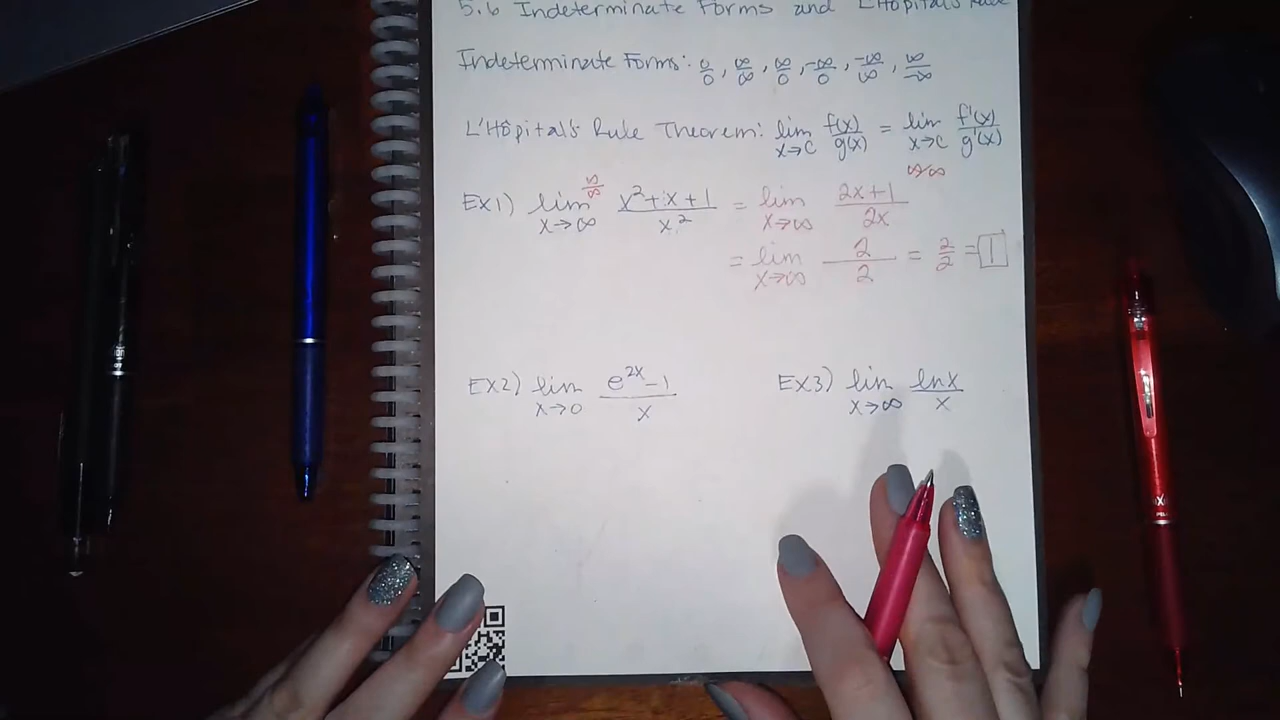 5.6 Indeterminate Forms and L'Hôpital's Rule
Indeterminate Forms: 0/0, ∞/∞, ∞/0, -∞/0, -∞/∞, ∞/-∞
L'Hôpital's Rule Theorem: lim x→c f(x)/g(x) = lim x→c f'(x)/g'(x)
Ex1) lim x→∞ ∞/∞ (x²+x+1)/x² = lim x→∞ (2x+1)/(2x) ∞/∞
= lim x→∞ 2/2 = 2/2 = 1
Ex2) lim x→0 (e^(2x)-1)/x
Ex3) lim x→∞ lnx/x